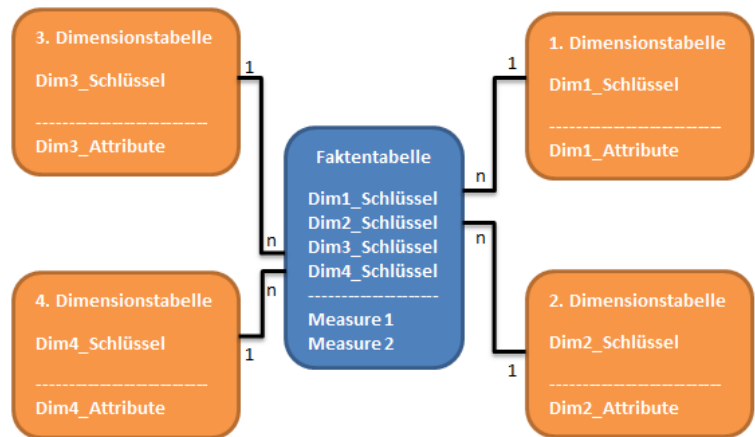 3. Dimensionstabelle
Dim3_Schlüssel
------------------------------
Dim3_Attribute
1
n
1. Dimensionstabelle
Dim1_Schlüssel
------------------------------
Dim1_Attribute
1
n
Faktentabelle
Dim1_Schlüssel
Dim2_Schlüssel
Dim3_Schlüssel
Dim4_Schlüssel
--------------------
Measure 1
Measure 2
4. Dimensionstabelle
Dim4_Schlüssel
------------------------------
Dim4_Attribute
n
1
2. Dimensionstabelle
Dim2_Schlüssel
------------------------------
Dim2_Attribute
n
1